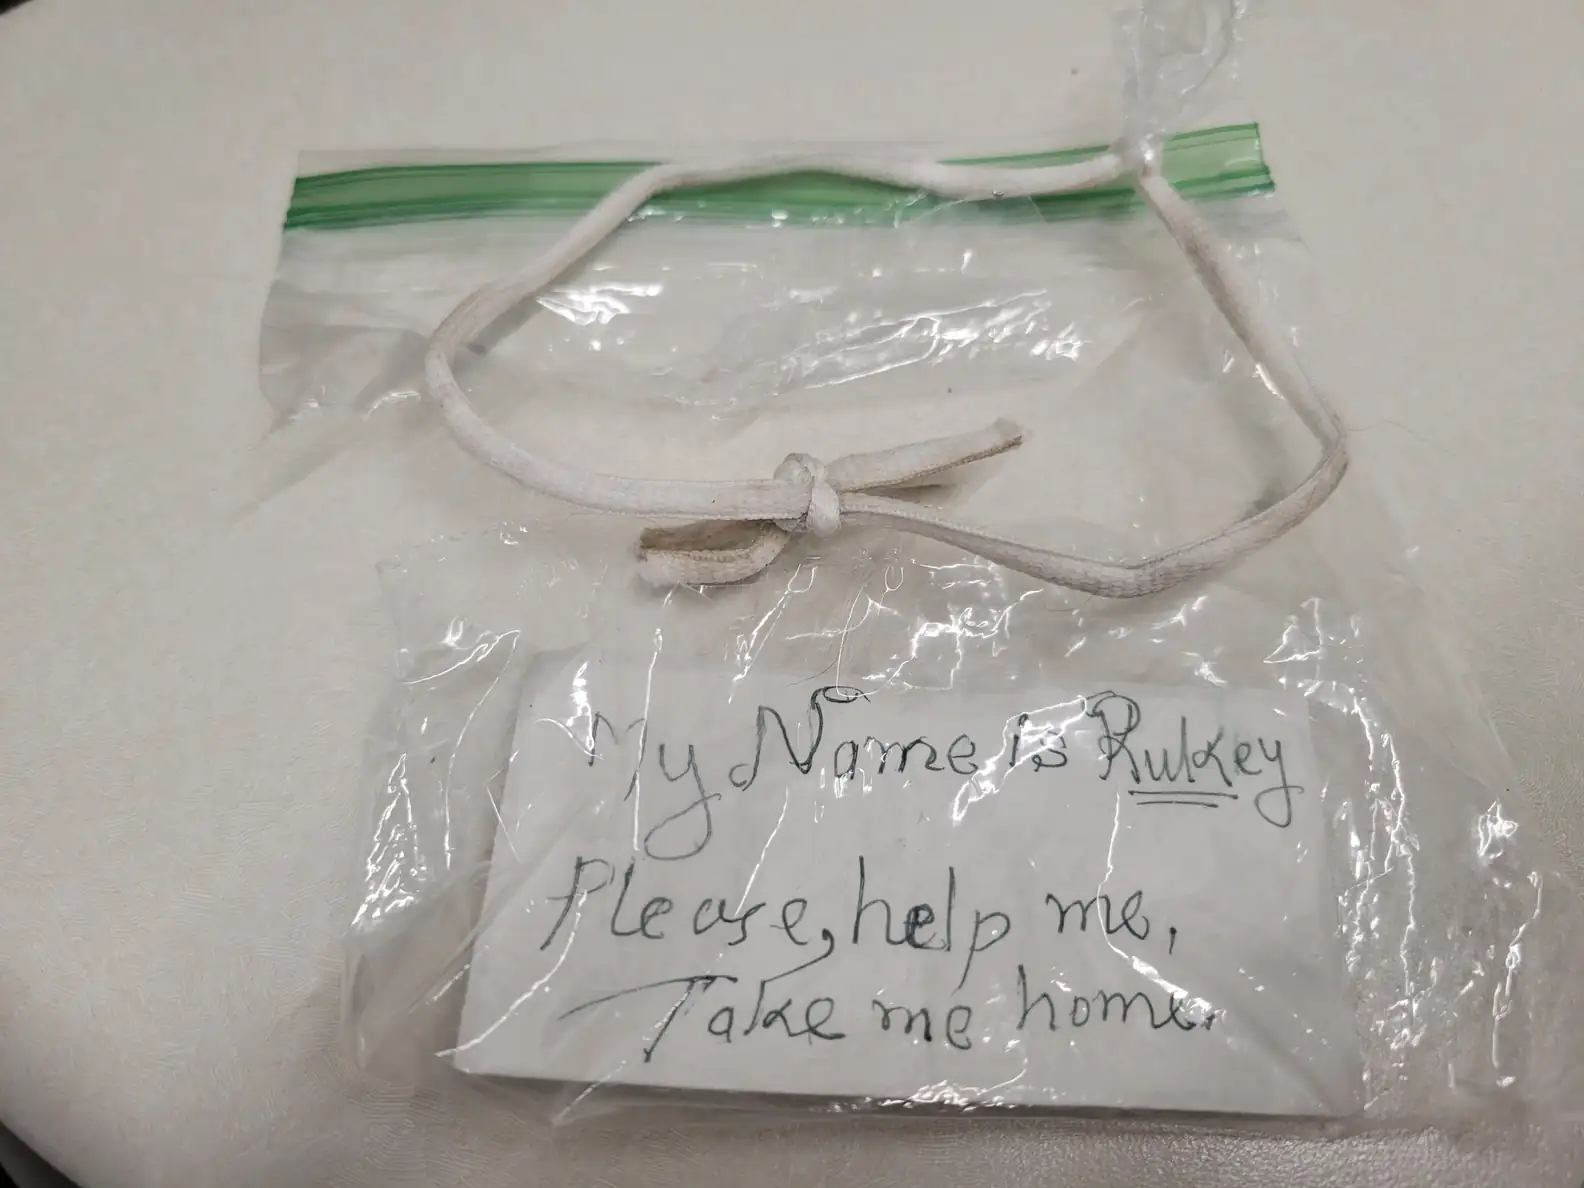 My Name is Rukey
Please, help me,
Take me home.